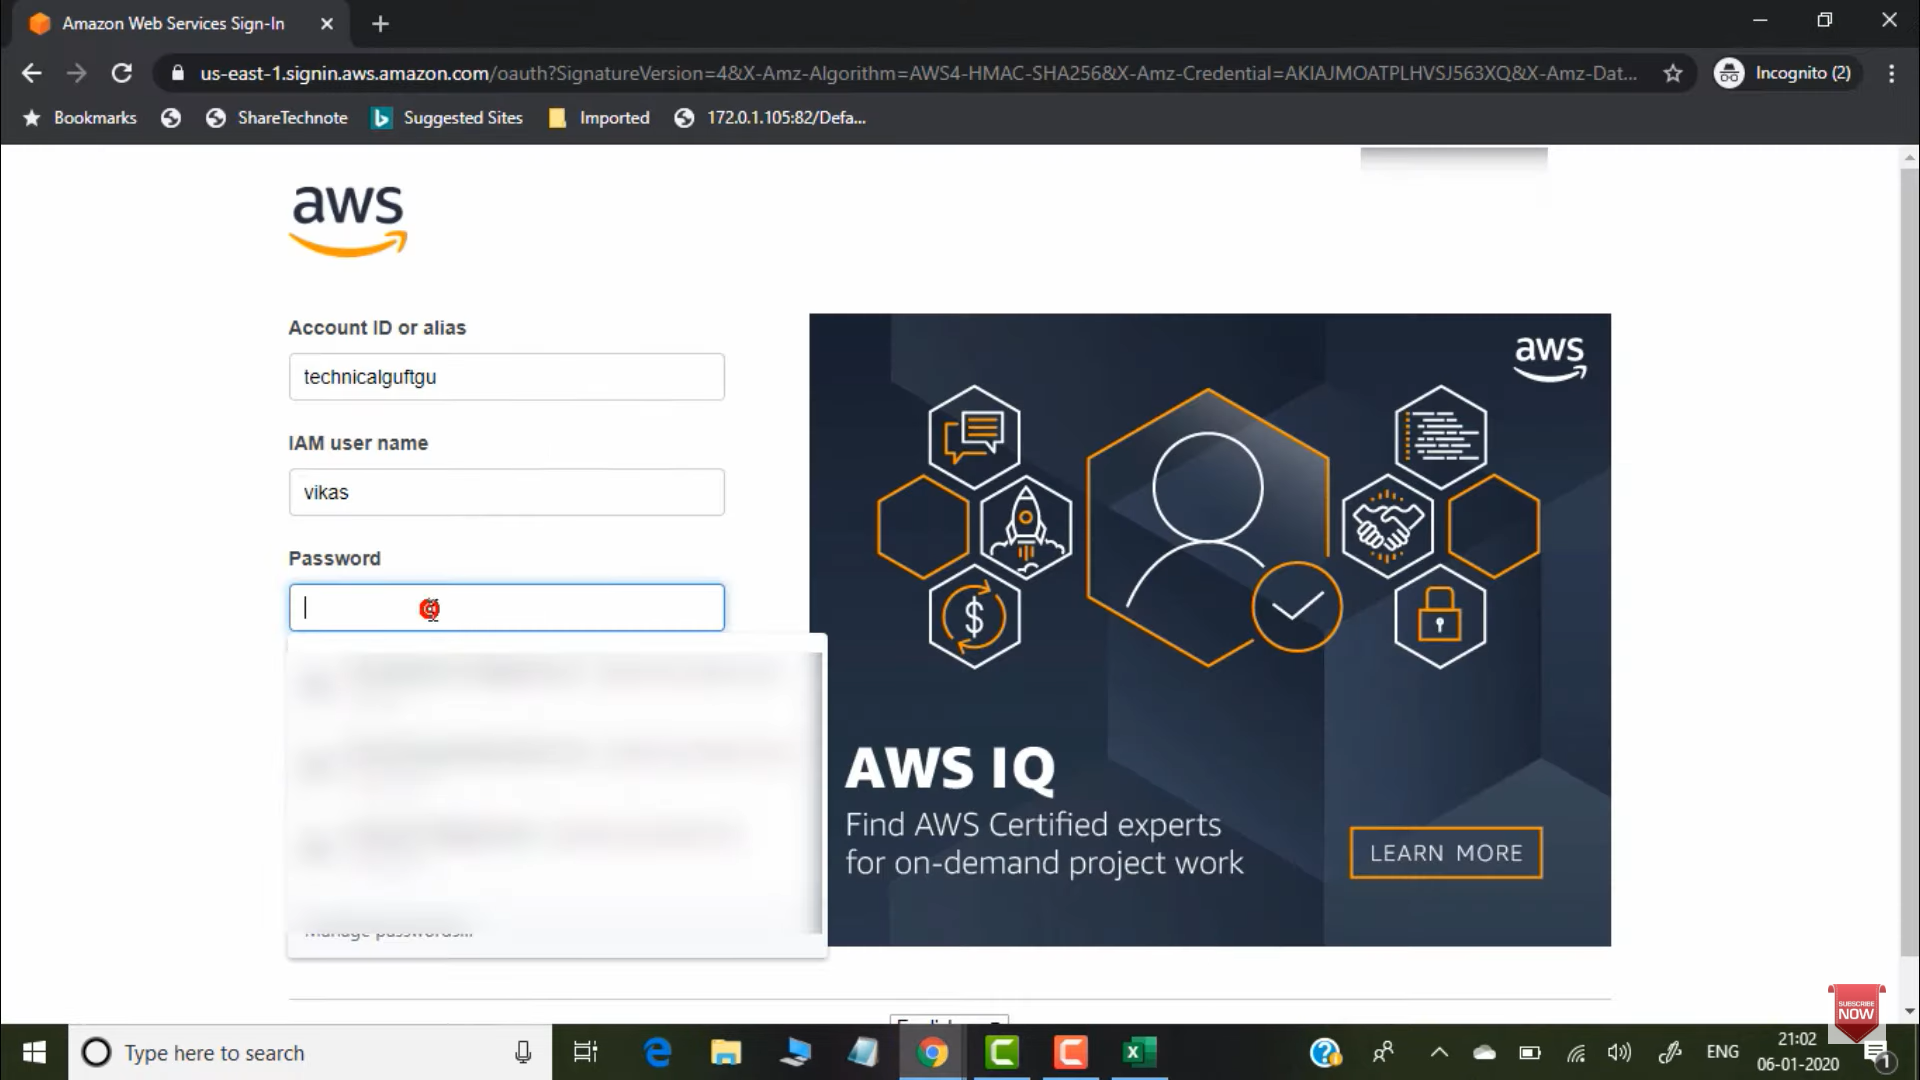 Amazon Web Services Sign-In
us-east-1.signin.aws.amazon.com/oauth?SignatureVersion=4&X-Amz-Algorithm=AWS4-HMAC-SHA256&X-Amz-Credential=AKIAJMOATPLHVSJ563XQ&X-Amz-Dat...
Incognito (2)
Bookmarks
ShareTechnote
Suggested Sites
Imported
172.0.1.105:82/Defa...
aws
Account ID or alias
technicalguftgu
IAM user name
vikas
Password
Manage passwords...
aws
AWS IQ
Find AWS Certified experts
for on-demand project work
LEARN MORE
SUBSCRIBE
NOW
Type here to search
ENG
21:02
06-01-2020
1